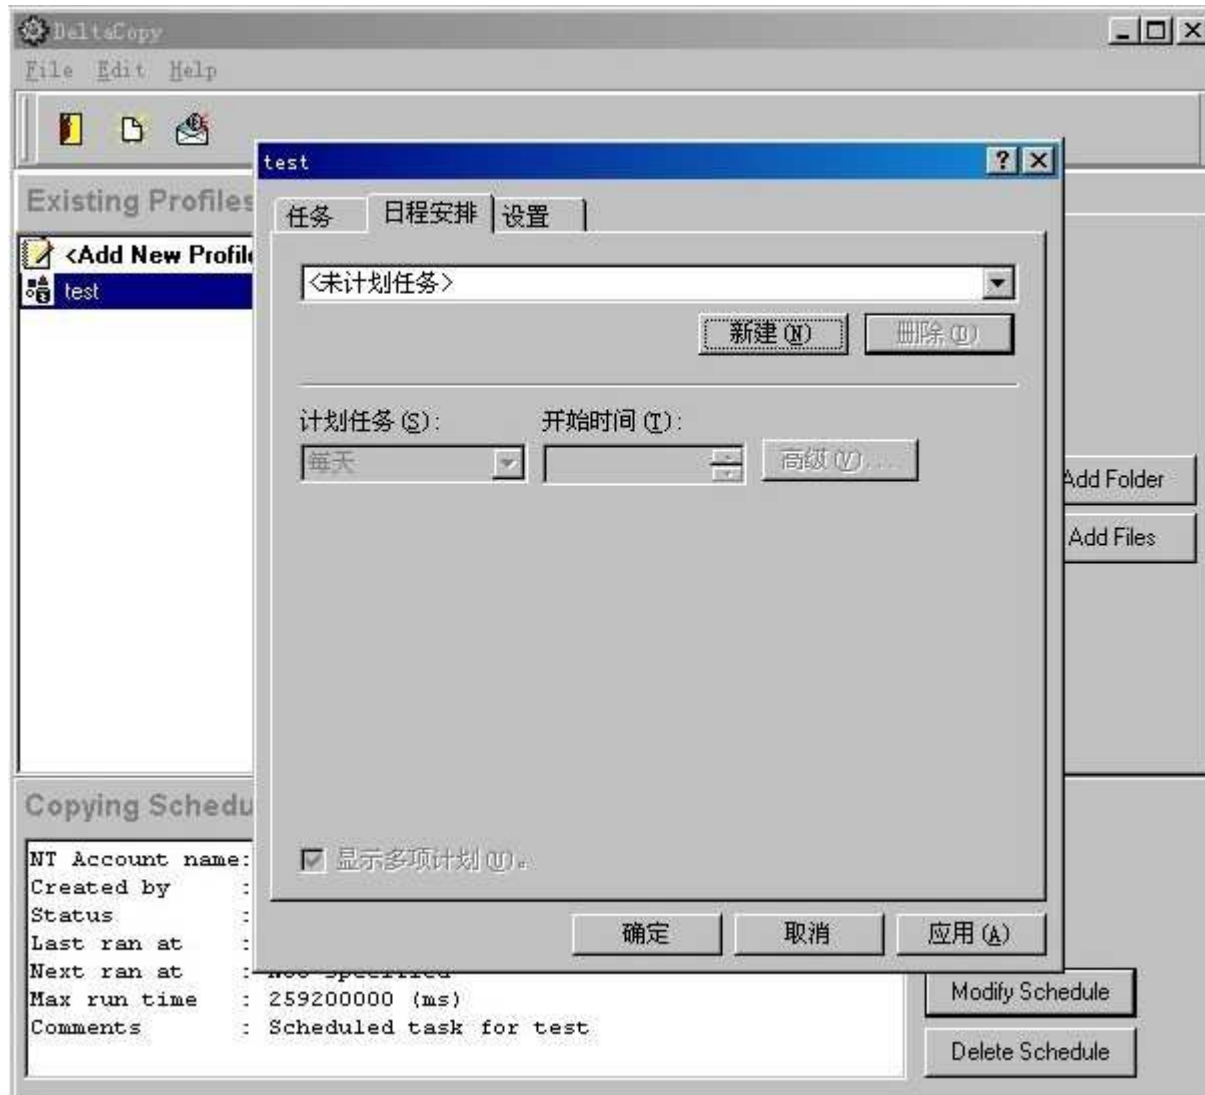 DeltaCopy
File Edit Help
test
Existing Profiles
任务 日程安排 设置
<Add New Profile
test
<未计划任务>
新建(N) 删除(D)
计划任务(S): 开始时间(T):
每天 高级(V)...
Add Folder
Add Files
显示多项计划(U)。
确定 取消 应用(A)
Copying Schedu
NT Account name:
Created by :
Status :
Last ran at :
Next ran at : Not Specified
Max run time : 259200000 (ms)
Comments : Scheduled task for test
Modify Schedule
Delete Schedule